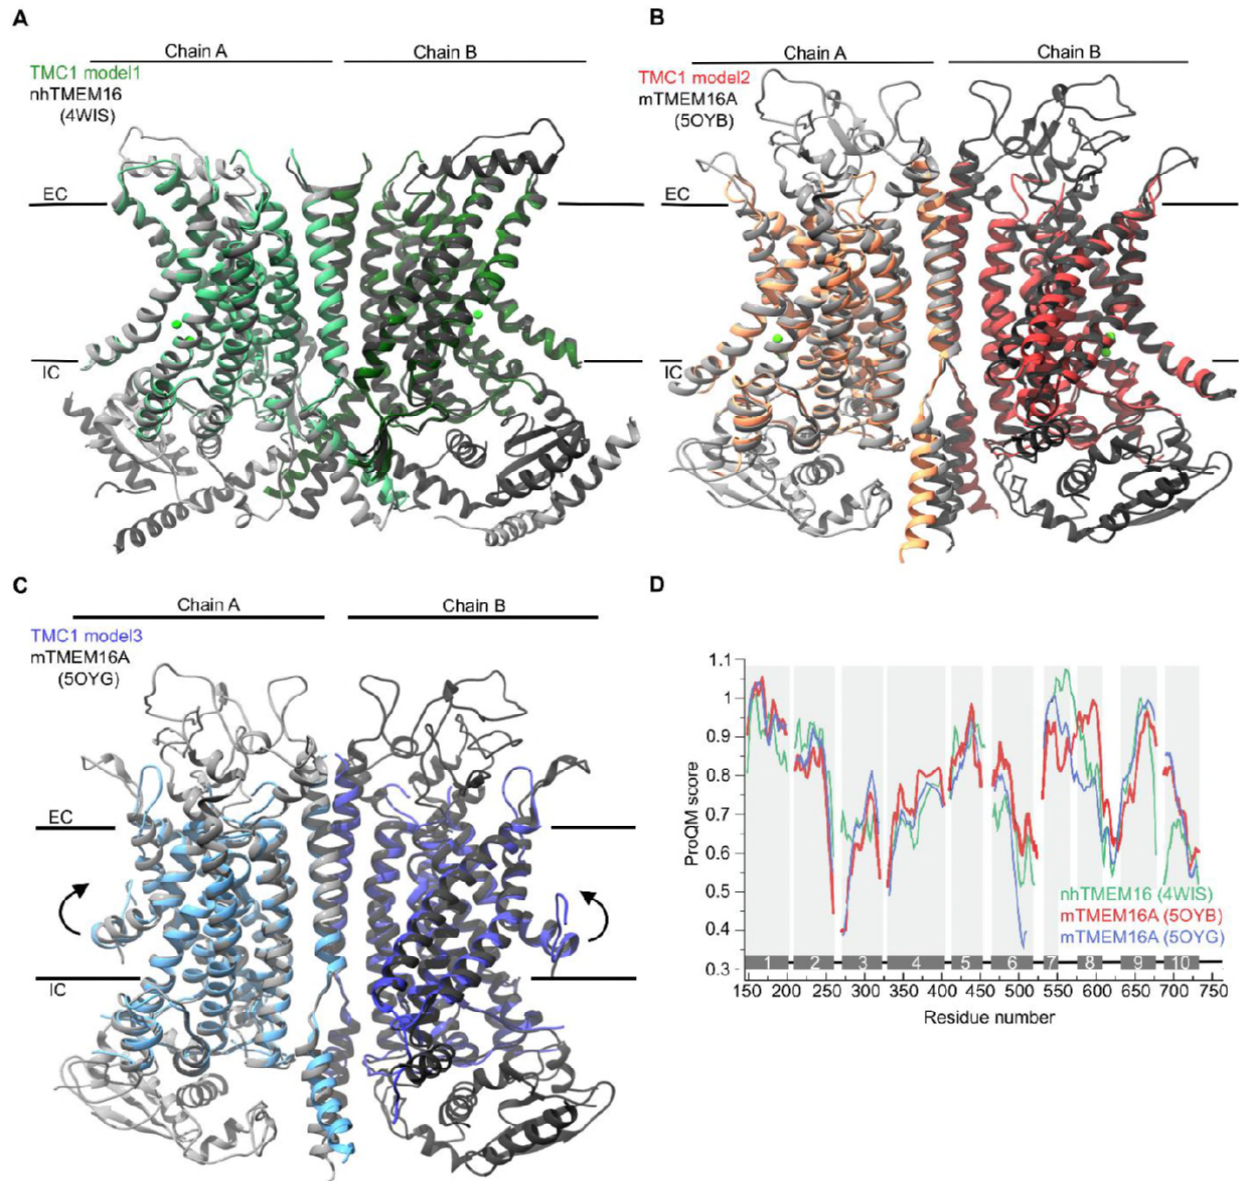 A
Chain A Chain B
TMC1 model1
nhTMEM16
(4WIS)
EC
IC
B
Chain A Chain B
TMC1 model2
mTMEM16A
(5OYB)
EC
IC
C
Chain A Chain B
TMC1 model3
mTMEM16A
(5OYG)
EC
IC
D
1.1
1
0.9
0.8
0.7
0.6
0.5
0.4
0.3
ProQM score
nhTMEM16 (4WIS)
mTMEM16A (5OYB)
mTMEM16A (5OYG)
1 2 3 4 5 6 7 8 9 10
150 200 250 300 350 400 450 500 550 600 650 700 750
Residue number